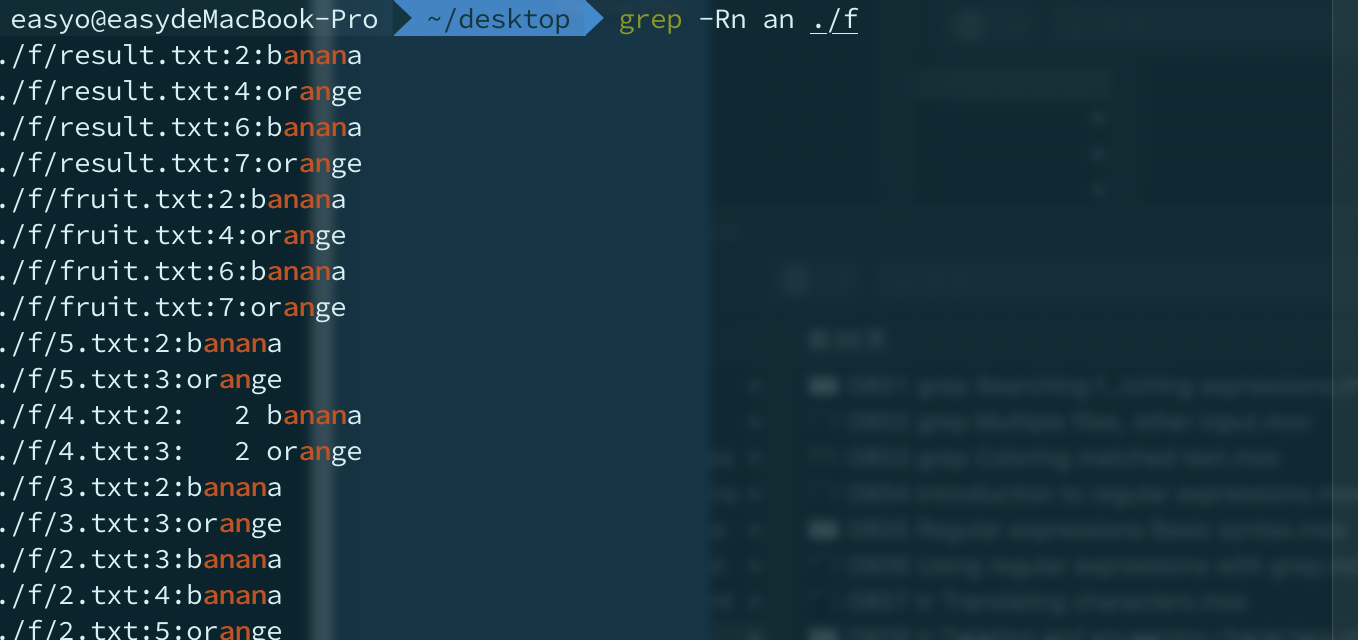 easyo@easydeMacBook-Pro ~/desktop grep -Rn an ./f
./f/result.txt:2:banana
./f/result.txt:4:orange
./f/result.txt:6:banana
./f/result.txt:7:orange
./f/fruit.txt:2:banana
./f/fruit.txt:4:orange
./f/fruit.txt:6:banana
./f/fruit.txt:7:orange
./f/5.txt:2:banana
./f/5.txt:3:orange
./f/4.txt:2:   2 banana
./f/4.txt:3:   2 orange
./f/3.txt:2:banana
./f/3.txt:3:orange
./f/2.txt:3:banana
./f/2.txt:4:banana
./f/2.txt:5:orange